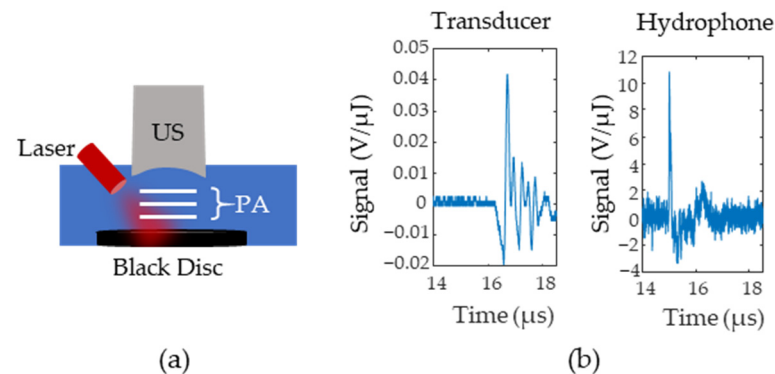 US
Laser
PA
Black Disc
(a)
Transducer
Signal (V/μJ)
0.05
0.04
0.03
0.02
0.01
0
−0.01
−0.02
14 16 18
Time (μs)
Hydrophone
Signal (V/μJ)
12
10
8
6
4
2
0
−2
−4
14 16 18
Time (μs)
(b)